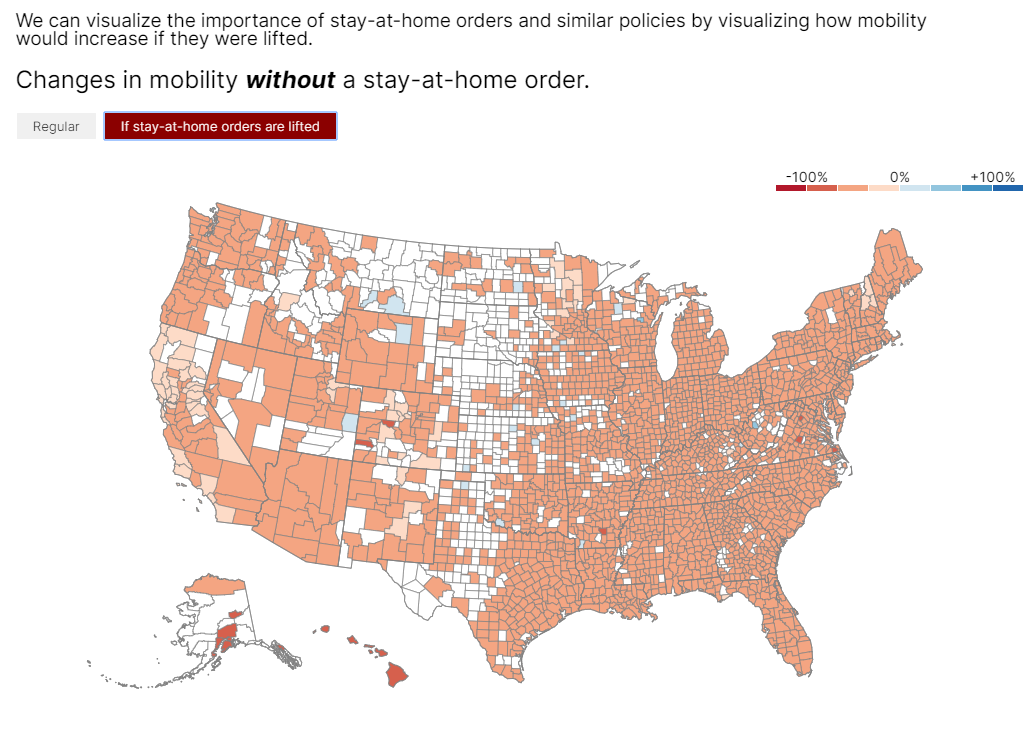 We can visualize the importance of stay-at-home orders and similar policies by visualizing how mobility
would increase if they were lifted.
Changes in mobility without a stay-at-home order.
Regular
If stay-at-home orders are lifted
-100% 0% +100%